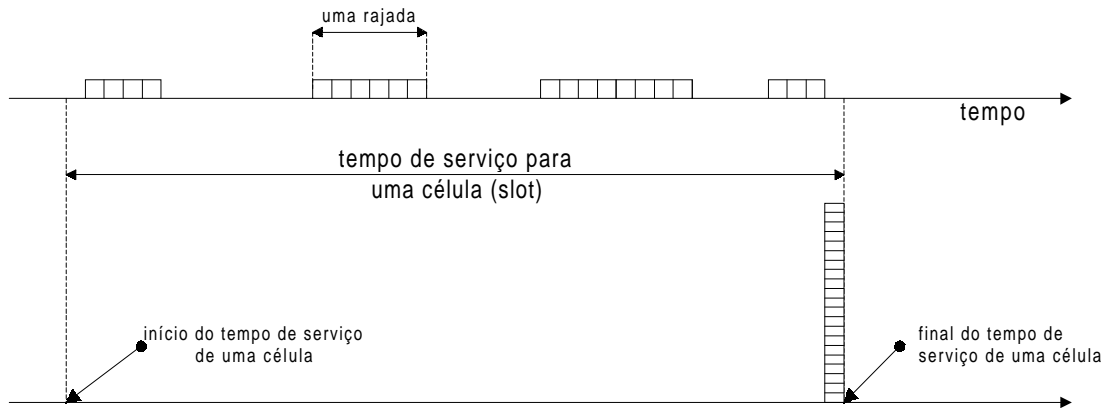 uma rajada
tempo
tempo de serviço para
uma célula (slot)
início do tempo de serviço
de uma célula
final do tempo de
serviço de uma célula